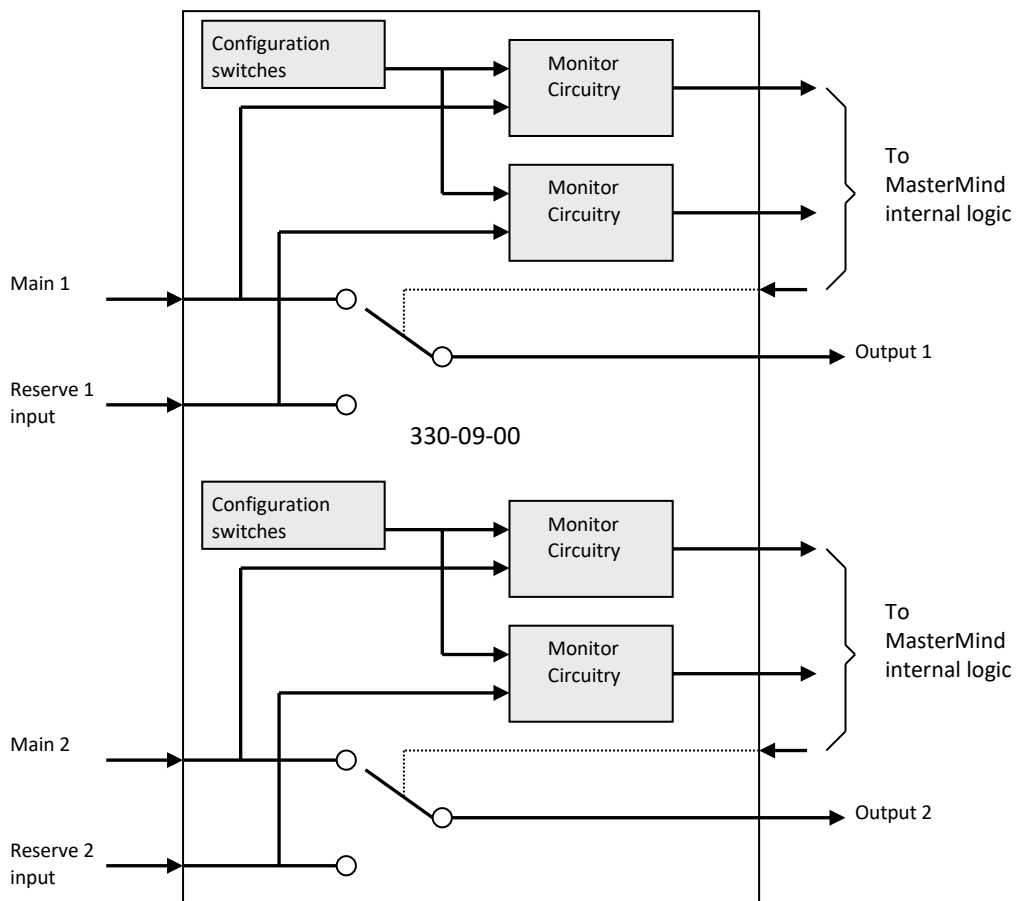 Configuration
switches
Monitor
Circuitry
To
MasterMind
internal logic
Monitor
Circuitry
Main 1
Output 1
Reserve 1
input
330-09-00
Configuration
switches
Monitor
Circuitry
To
MasterMind
internal logic
Monitor
Circuitry
Main 2
Output 2
Reserve 2
input